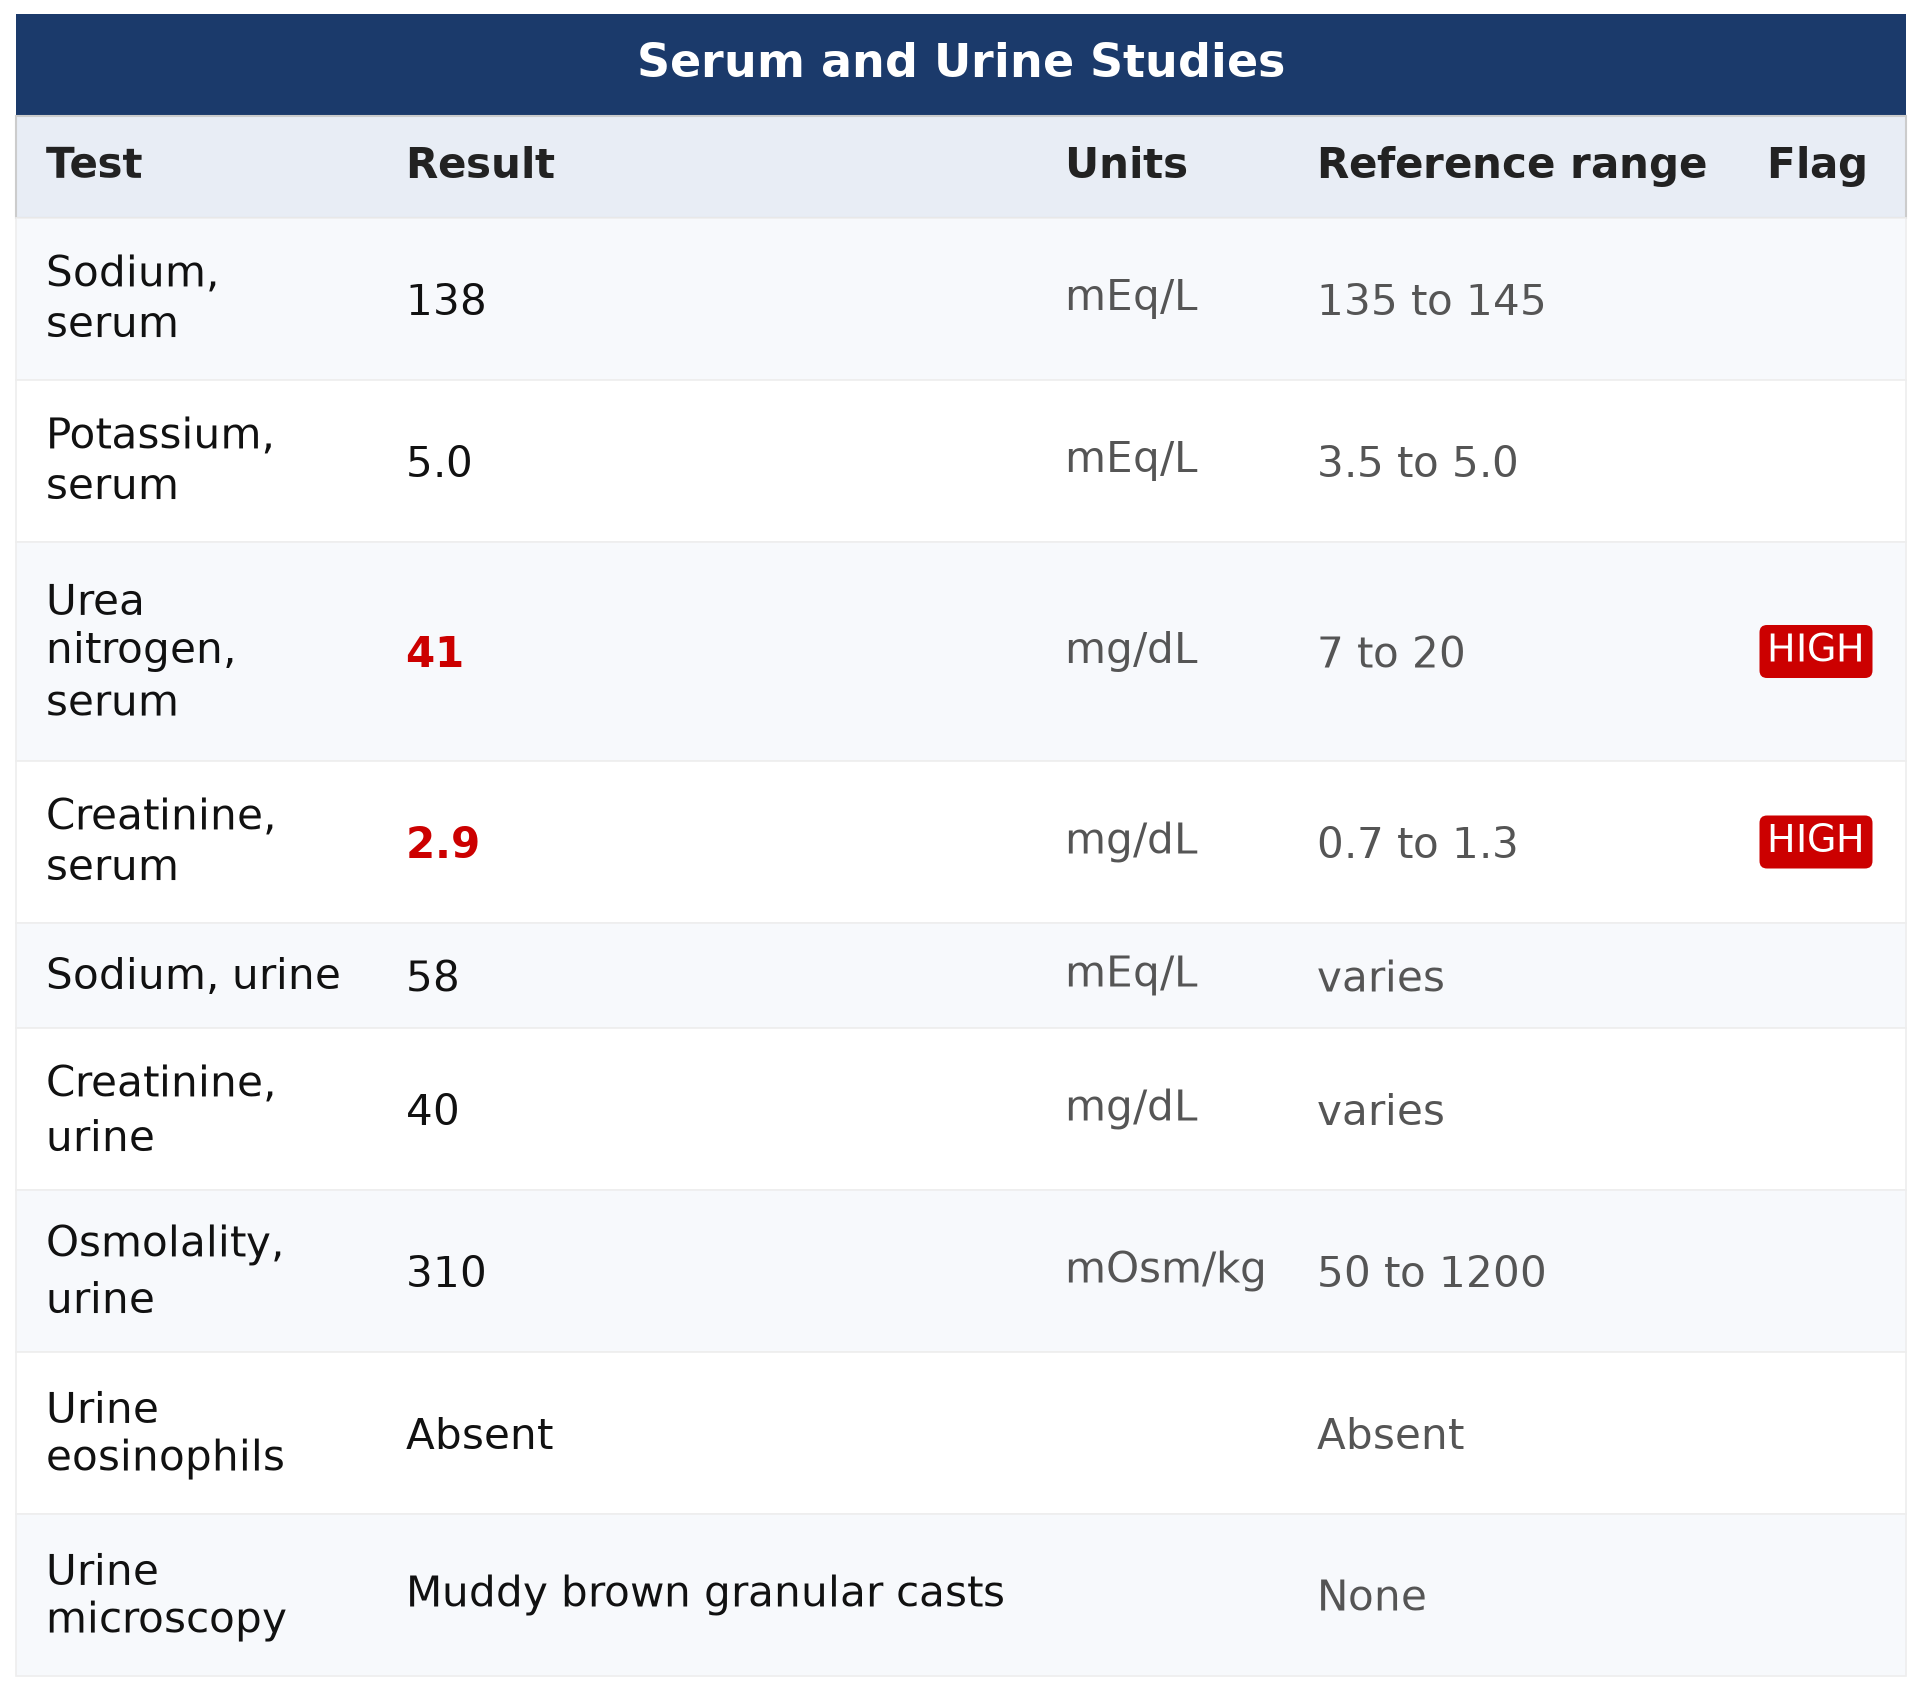 Serum and Urine Studies
Test Result Units Reference range Flag
Sodium,
serum 138 mEq/L 135 to 145
Potassium,
serum 5.0 mEq/L 3.5 to 5.0
Urea
nitrogen,
serum 41 mg/dL 7 to 20 HIGH
Creatinine,
serum 2.9 mg/dL 0.7 to 1.3 HIGH
Sodium, urine 58 mEq/L varies
Creatinine,
urine 40 mg/dL varies
Osmolality,
urine 310 mOsm/kg 50 to 1200
Urine
eosinophils Absent Absent
Urine
microscopy Muddy brown granular casts None